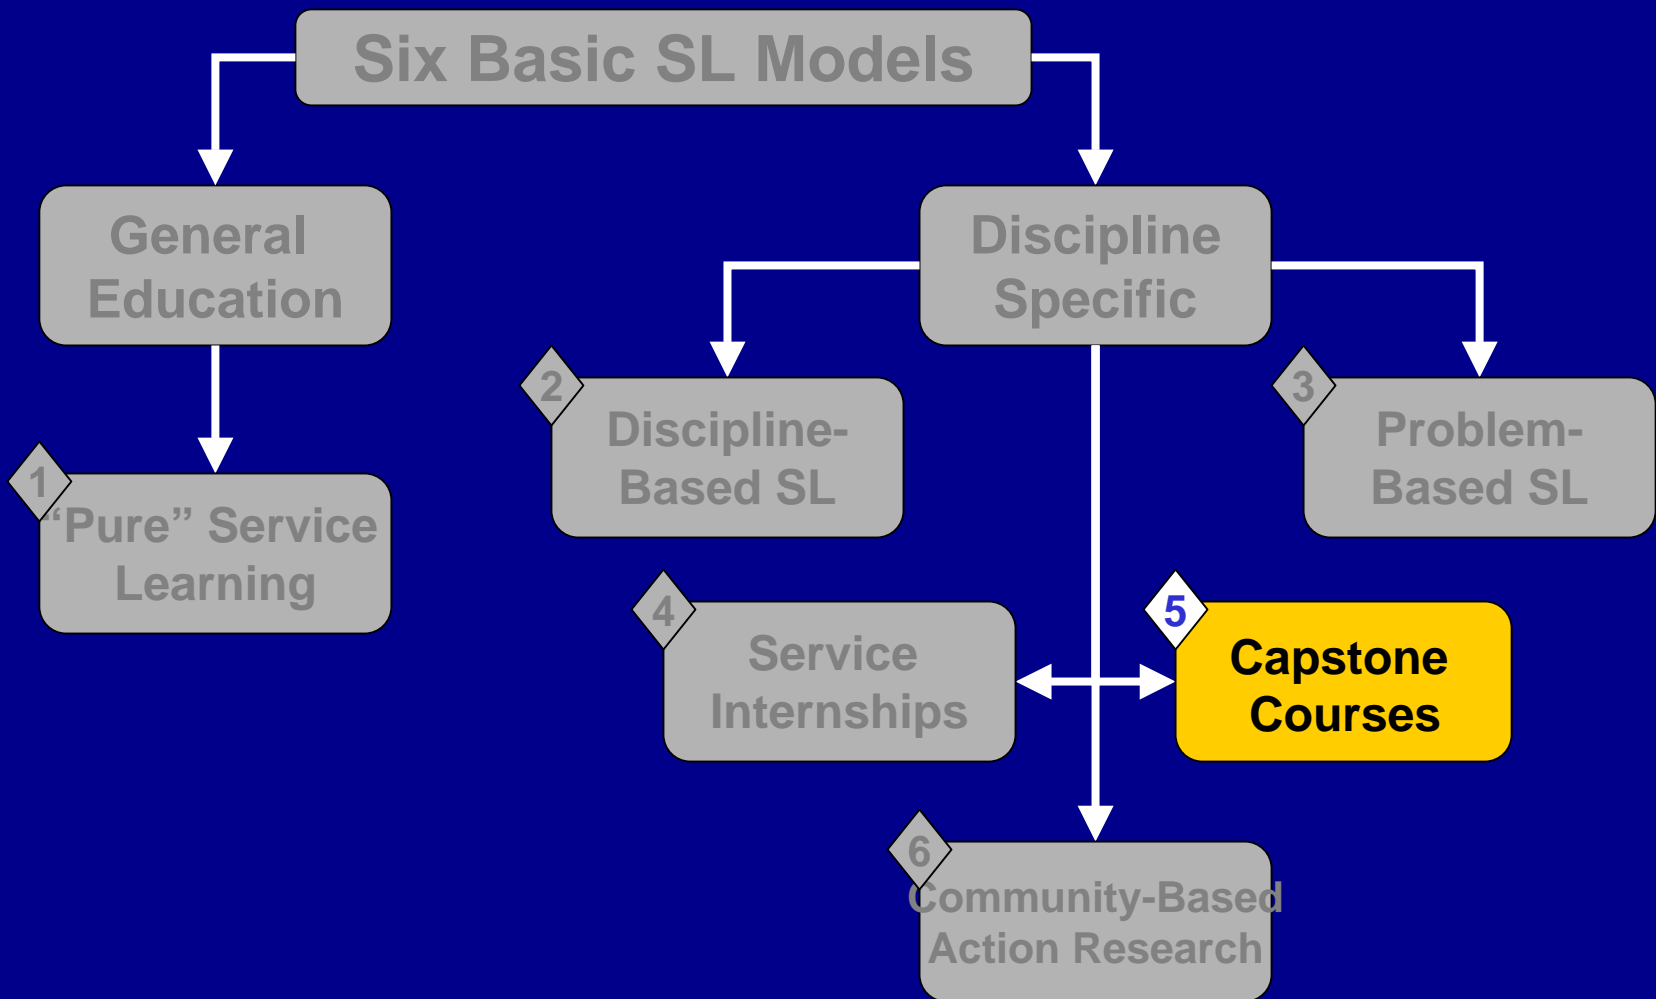 Six Basic SL Models
General
Education
Discipline
Specific
1
“Pure” Service
Learning
2
Discipline-
Based SL
3
Problem-
Based SL
4
Service
Internships
5
Capstone
Courses
6
Community-Based
Action Research